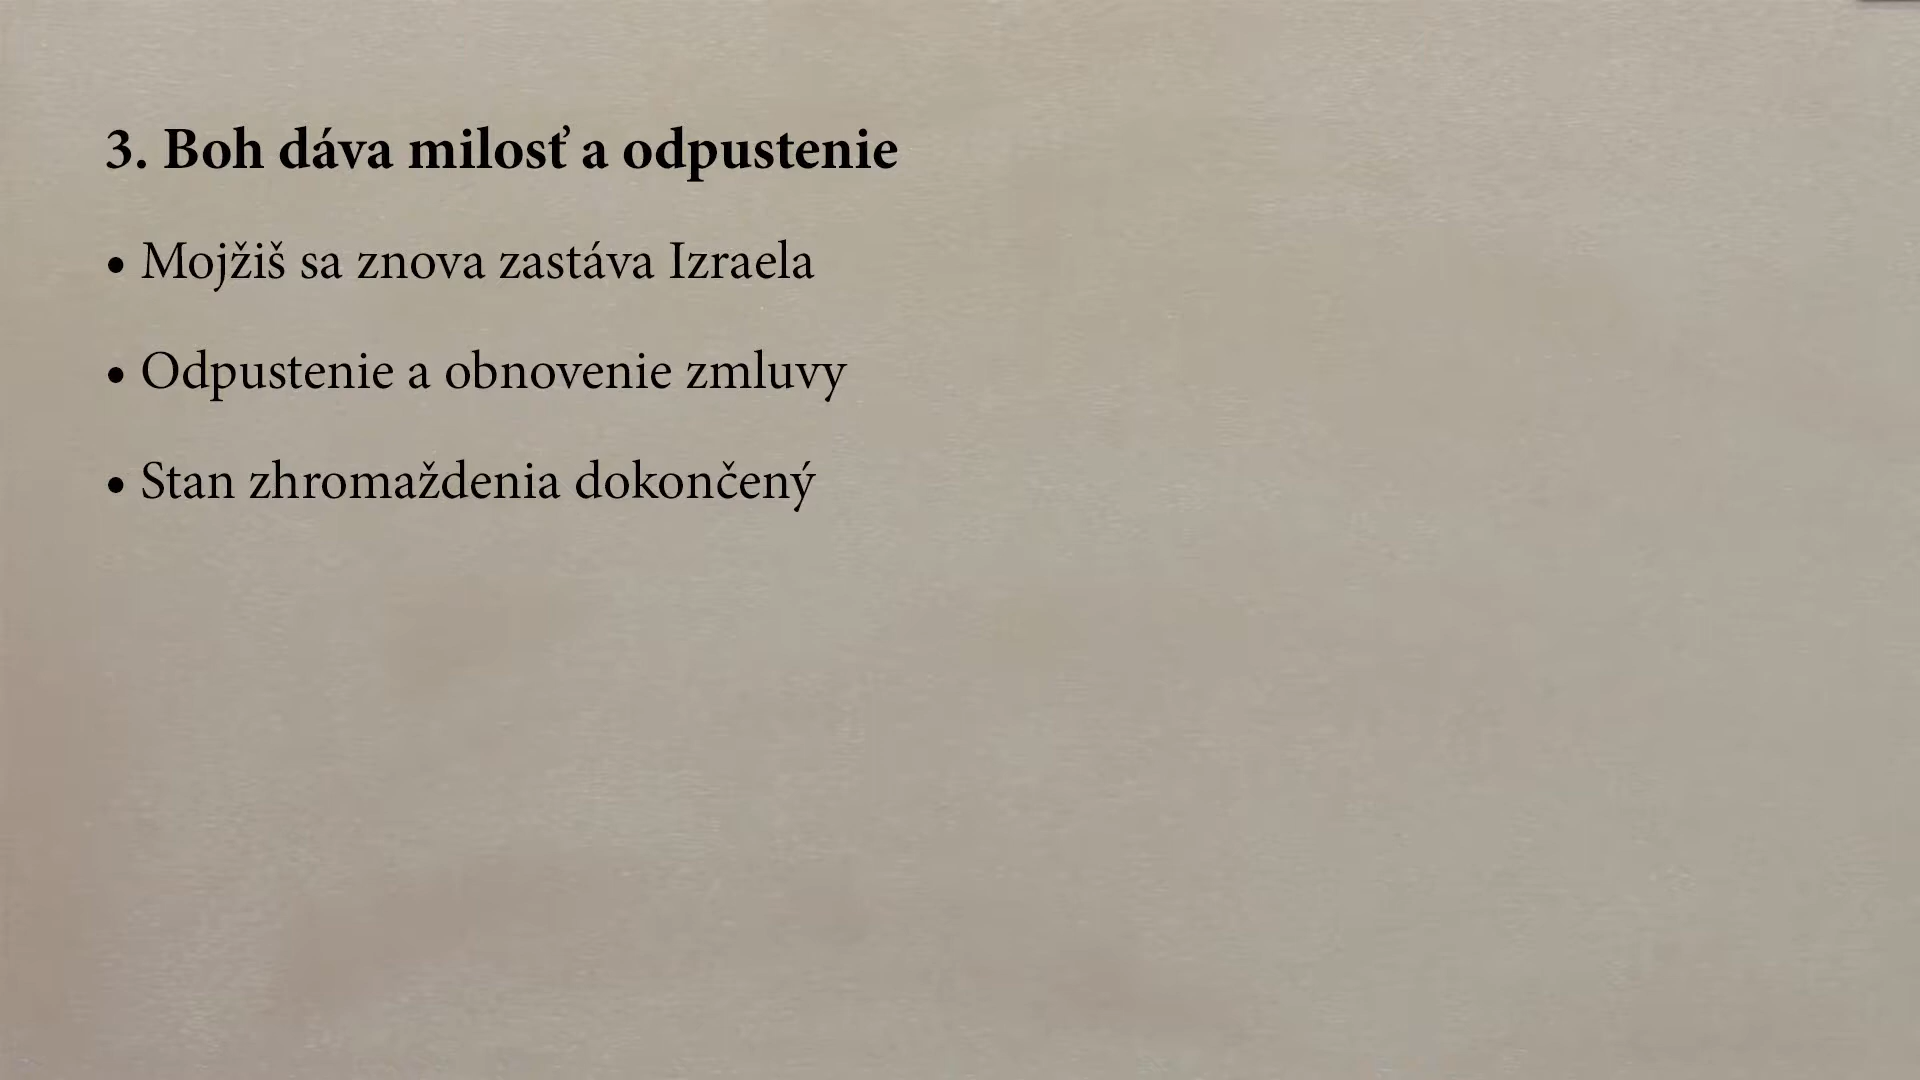 3. Boh dáva milosť a odpustenie
• Mojžiš sa znova zastáva Izraela
• Odpustenie a obnovenie zmluvy
• Stan zhromaždenia dokončený